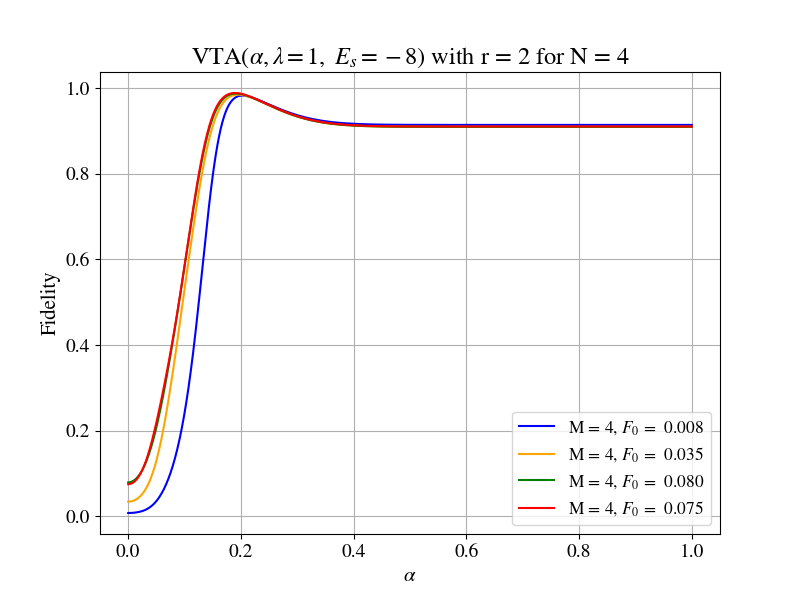 VTA(α, λ = 1, E_s = −8) with r = 2 for N = 4
Fidelity
1.0
0.8
0.6
0.4
0.2
0.0
0.0 0.2 0.4 0.6 0.8 1.0
α
M = 4, F_0 = 0.008
M = 4, F_0 = 0.035
M = 4, F_0 = 0.080
M = 4, F_0 = 0.075